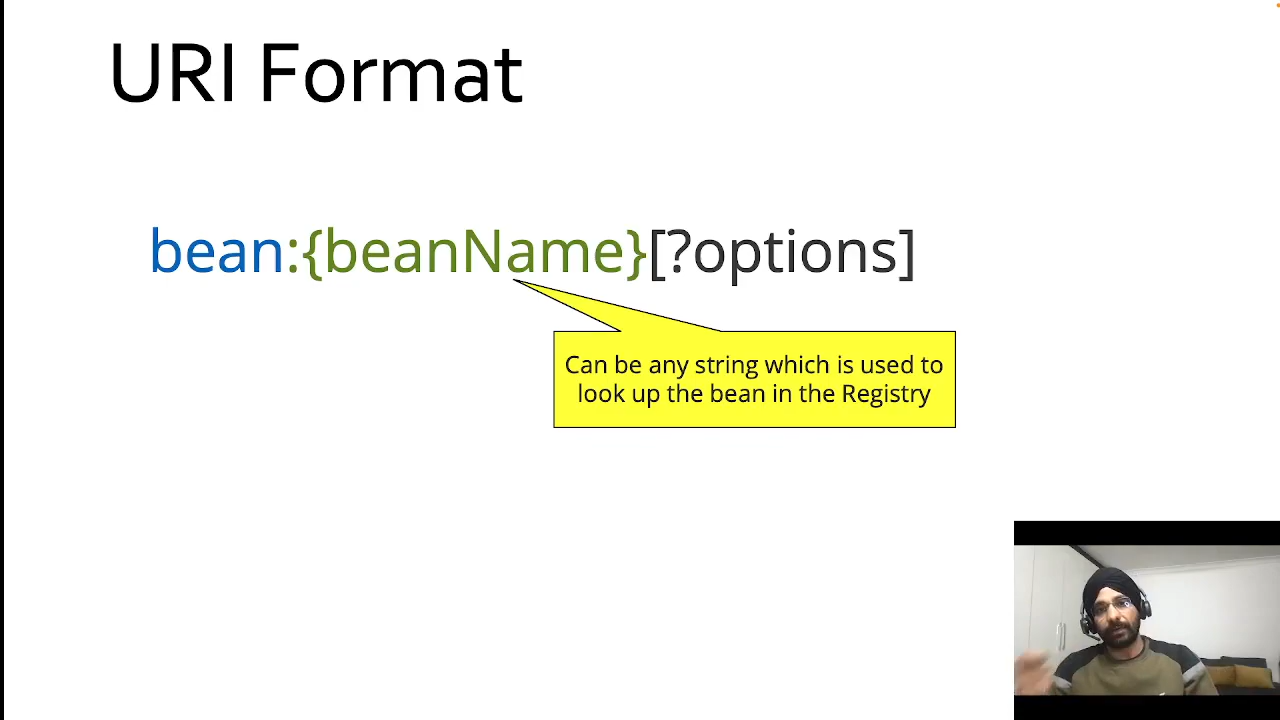 URI Format
bean:{beanName}[?options]
Can be any string which is used to
look up the bean in the Registry